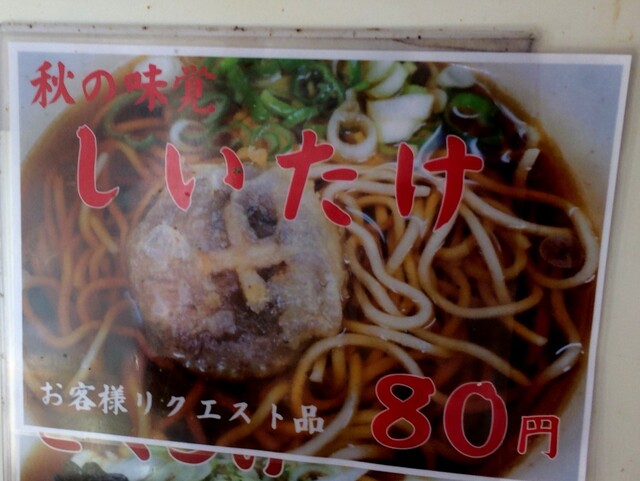 秋の味覚
しいたけ
お客様リクエスト品
80円